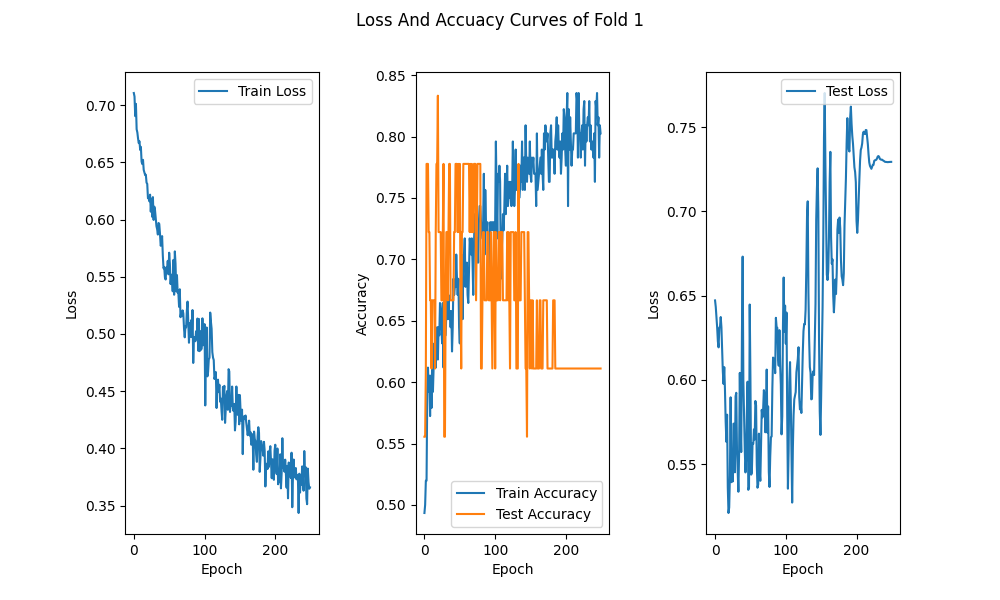 Loss And Accuacy Curves of Fold 1
Loss
0.70
0.65
0.60
0.55
0.50
0.45
0.40
0.35
Train Loss
0 100 200
Epoch
Accuracy
0.85
0.80
0.75
0.70
0.65
0.60
0.55
0.50
Train Accuracy
Test Accuracy
0 100 200
Epoch
Loss
0.75
0.70
0.65
0.60
0.55
Test Loss
0 100 200
Epoch